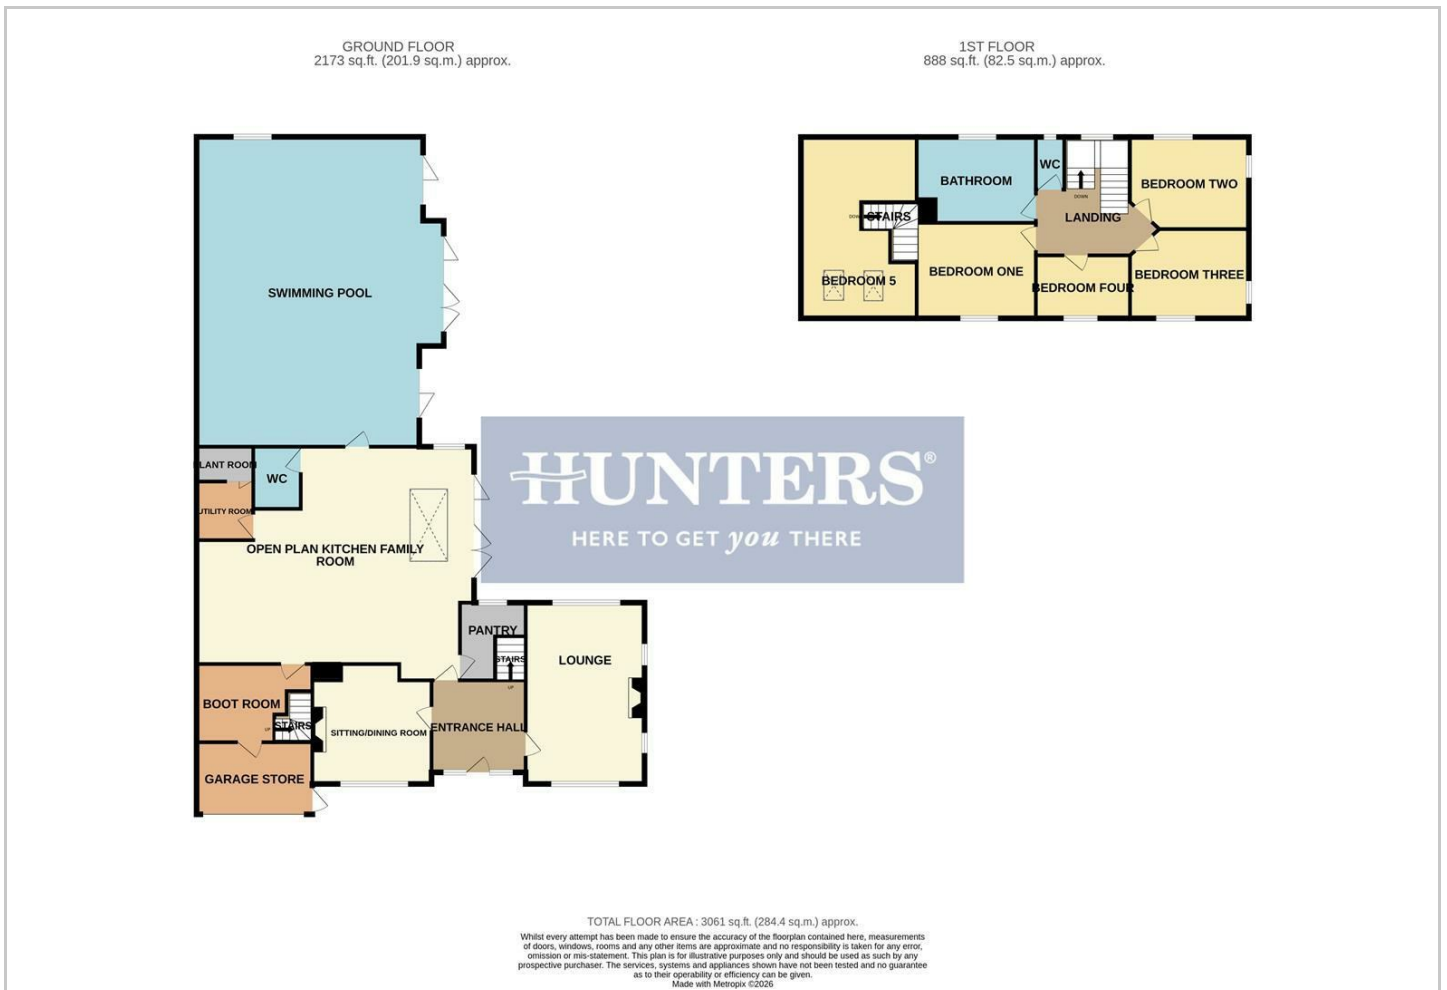 GROUND FLOOR
2173 sq.ft. (201.9 sq.m.) approx.
1ST FLOOR
888 sq.ft. (82.5 sq.m.) approx.
SWIMMING POOL
PLANT ROOM
WC
UTILITY ROOM
OPEN PLAN KITCHEN FAMILY
ROOM
PANTRY
STAIRS
UP
LOUNGE
BOOT ROOM
STAIRS
UP
SITTING/DINING ROOM
ENTRANCE HALL
GARAGE STORE
BATHROOM
WC
BEDROOM TWO
DOWN
DOWN
STAIRS
LANDING
BEDROOM ONE
BEDROOM THREE
BEDROOM 5
BEDROOM FOUR
HUNTERS®
HERE TO GET you THERE
TOTAL FLOOR AREA : 3061 sq.ft. (284.4 sq.m.) approx.
Whilst every attempt has been made to ensure the accuracy of the floorplan contained here, measurements
of doors, windows, rooms and any other items are approximate and no responsibility is taken for any error,
omission or mis-statement. This plan is for illustrative purposes only and should be used as such by any
prospective purchaser. The services, systems and appliances shown have not been tested and no guarantee
as to their operability or efficiency can be given.
Made with Metropix ©2026